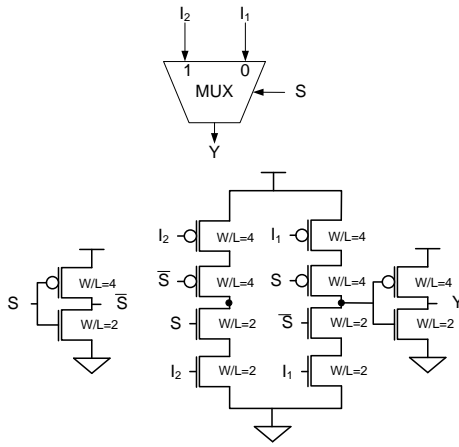 I₂ I₁
1 0
MUX S
Y
I₂ W/L=4 I₁ W/L=4
S̅ W/L=4 S W/L=4 W/L=4
S W/L=4 S̅ Y
W/L=2 S W/L=2 S̅ W/L=2 W/L=2
I₂ W/L=2 I₁ W/L=2